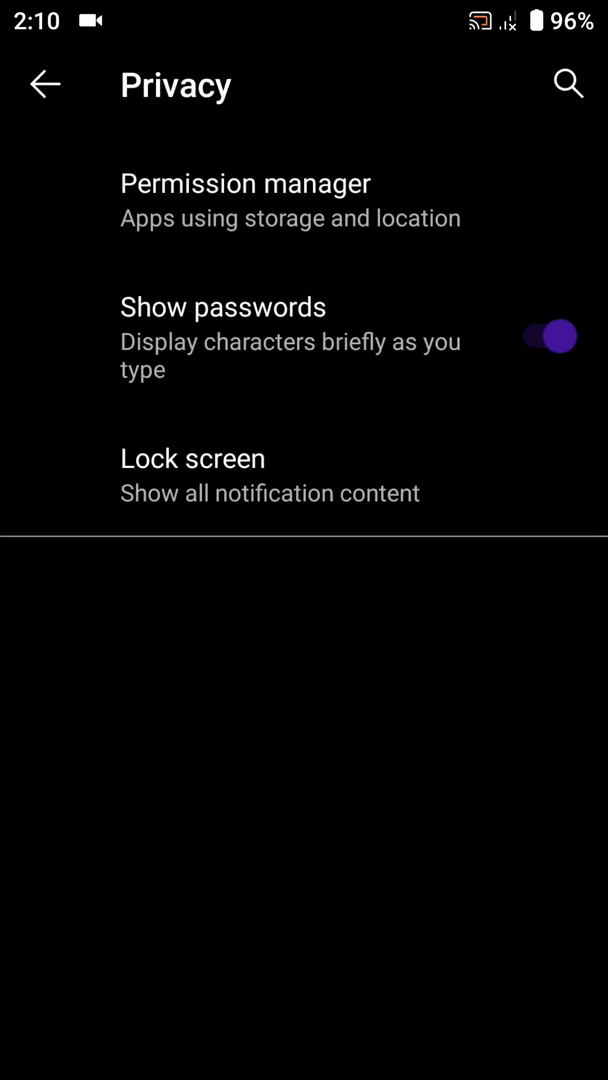 2:10 96%
Privacy
Permission manager
Apps using storage and location
Show passwords
Display characters briefly as you
type
Lock screen
Show all notification content